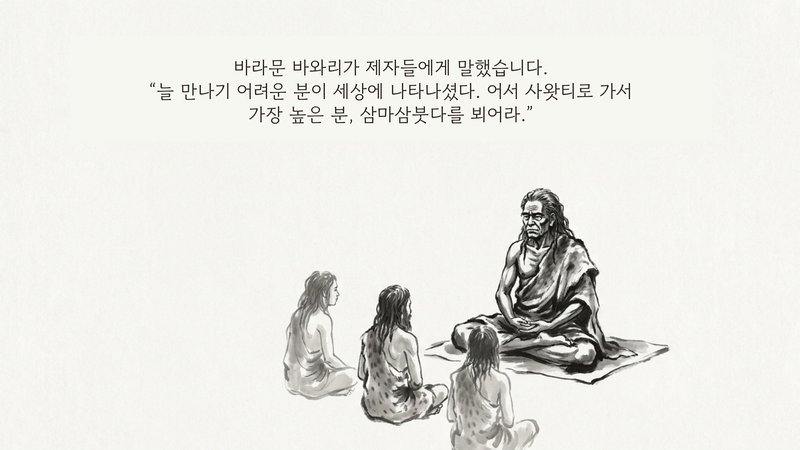 바라문 바와리가 제자들에게 말했습니다.
“늘 만나기 어려운 분이 세상에 나타나셨다. 어서 사왓티로 가서
가장 높은 분, 삼마삼붓다를 뵈어라.”